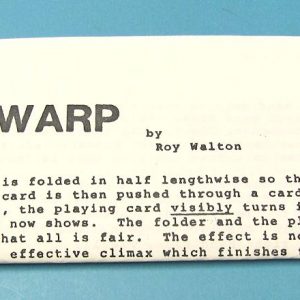 WARP
by
Roy Walton
is folded in half lengthwise so th
card is then pushed through a card
, the playing card visibly turns i
now shows. The folder and the p
hat all is fair. The effect is no
effective climax which finishes